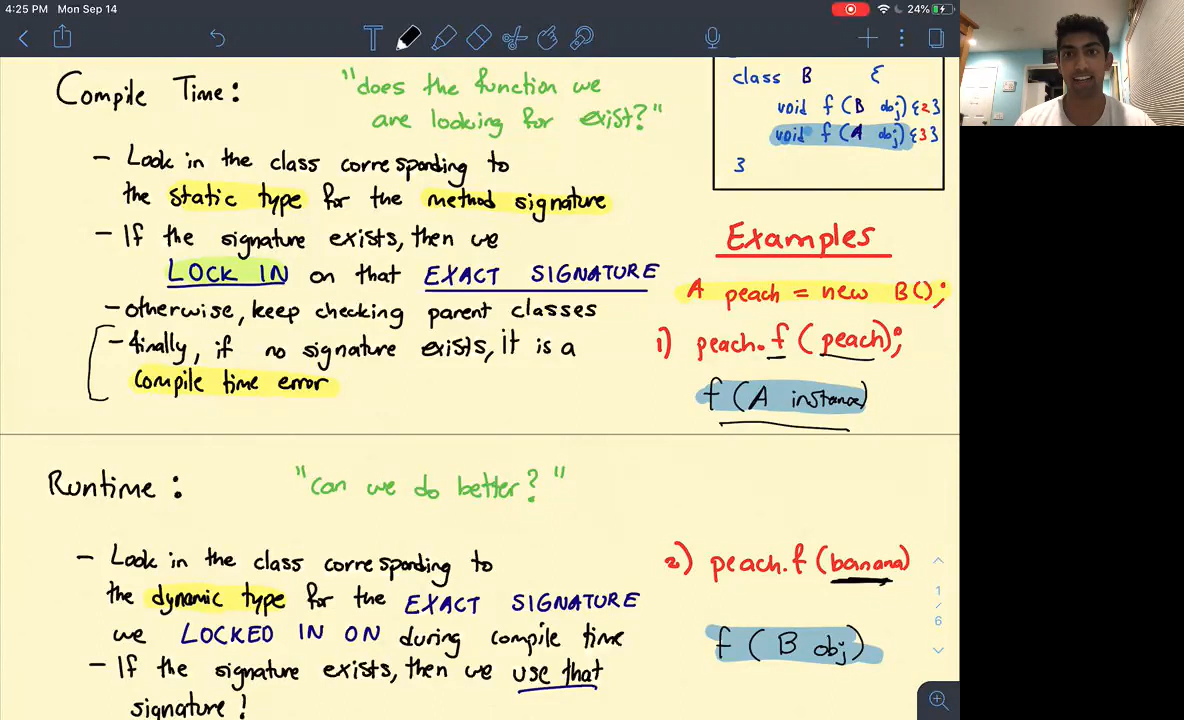 4:25 PM Mon Sep 14
24%
Compile Time:
"does the function we
are looking for exist?"
- Look in the class corresponding to
the static type for the method signature
- If the signature exists, then we
LOCK IN on that EXACT SIGNATURE
- otherwise, keep checking parent classes
- finally, if no signature exists, it is a
compile time error
class B {
void f (B obj) {2}
void f (A obj) {3}
}
Examples
A peach = new B();
1) peach.f (peach);
f (A instance)
Runtime:
"can we do better?"
- Look in the class corresponding to
the dynamic type for the EXACT SIGNATURE
we LOCKED IN ON during compile time
- If the signature exists, then we use that
signature!
2) peach.f (banana)
f (B obj)
1
/
6